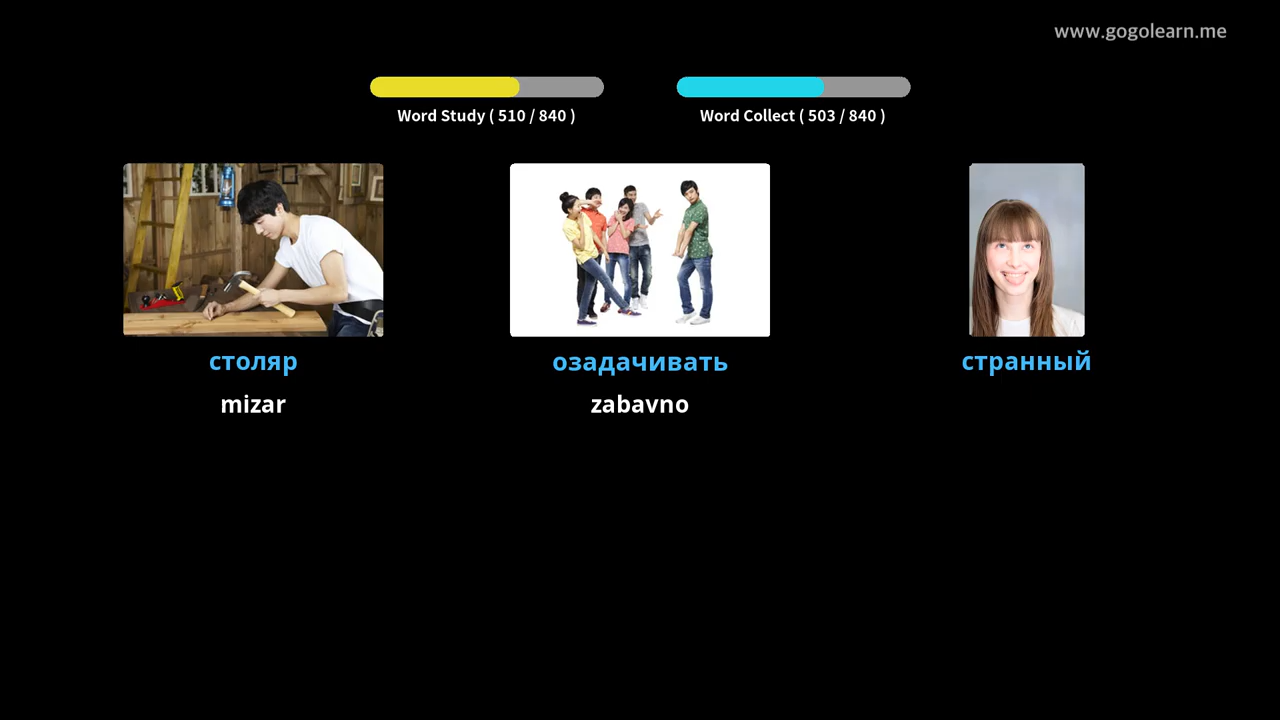 www.gogolearn.me
Word Study ( 510 / 840 )
Word Collect ( 503 / 840 )
столяр
озадачивать
странный
mizar
zabavno